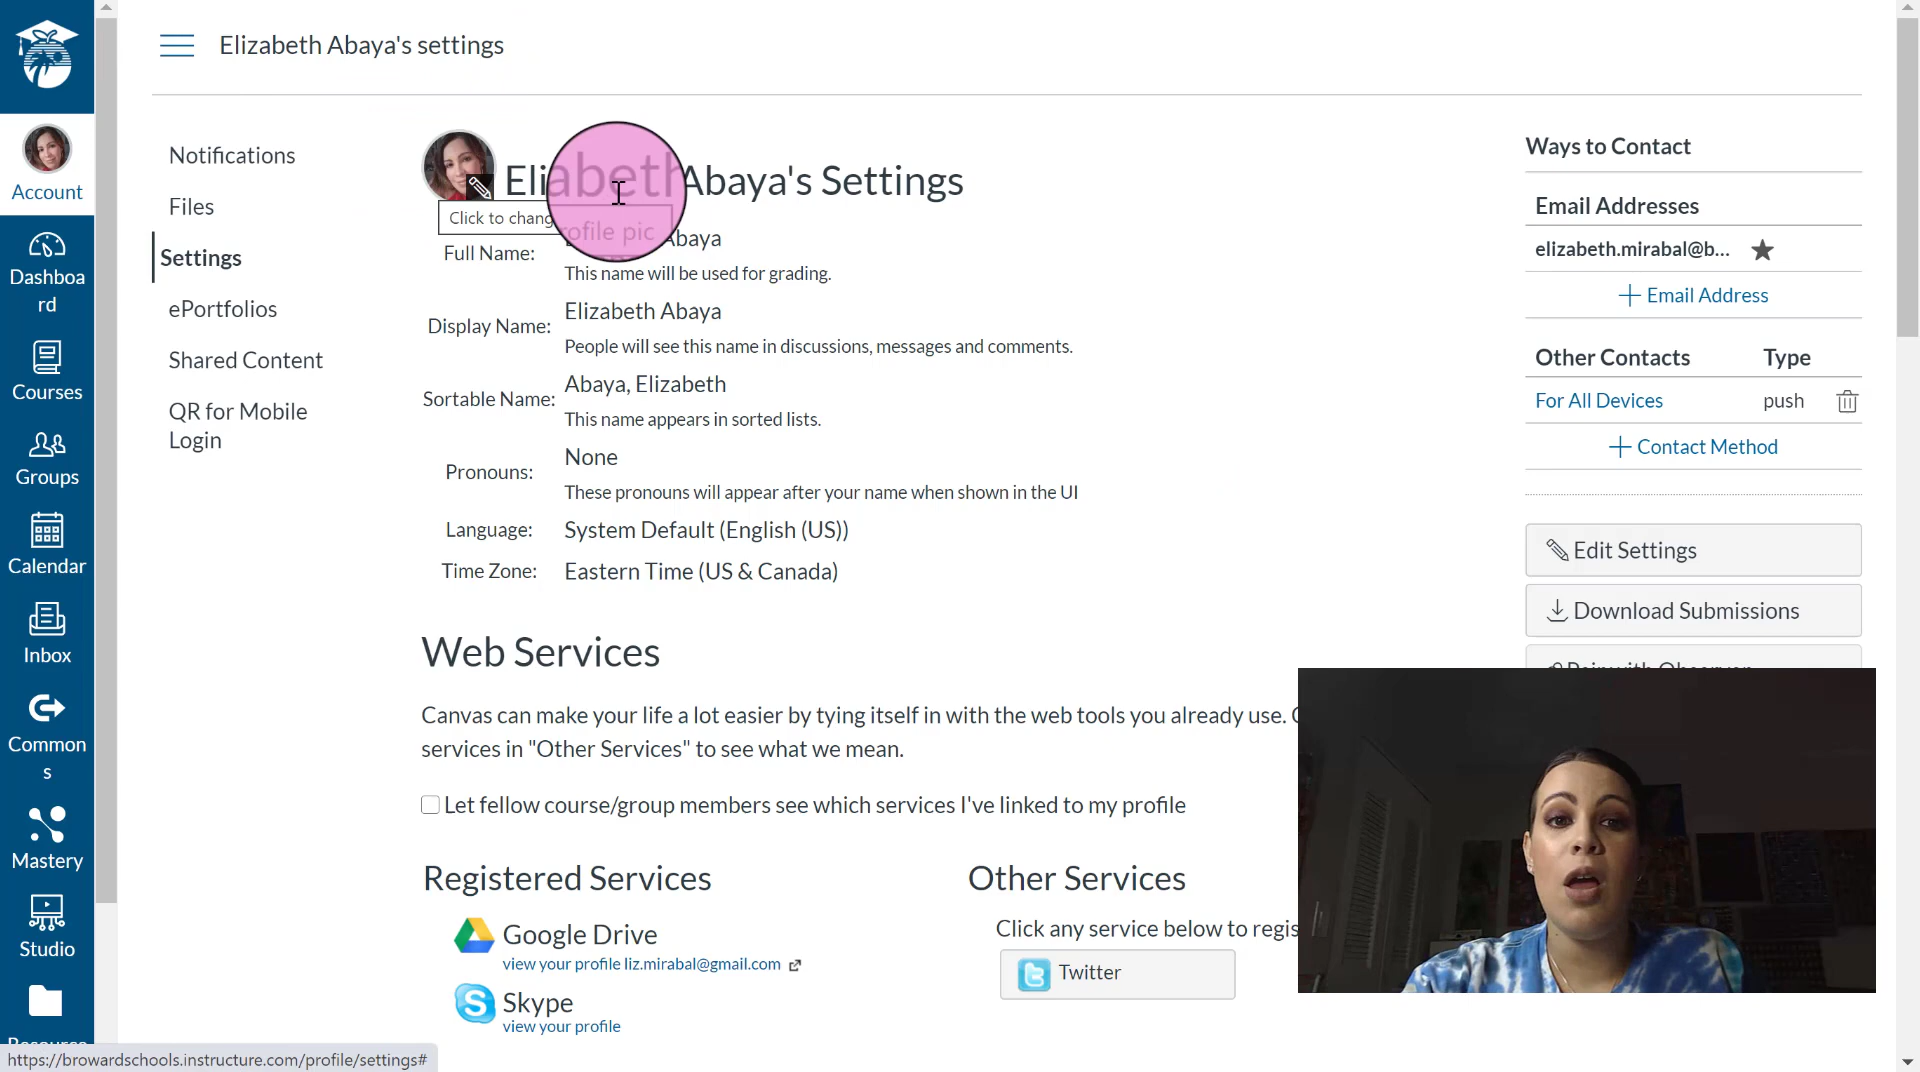 Elizabeth Abaya's settings
Account
Dashboa
rd
Courses
Groups
Calendar
Inbox
Common
s
Mastery
Studio
Notifications
Files
Settings
ePortfolios
Shared Content
QR for Mobile
Login
Elizabeth Abaya's Settings
Click to chang
ofile pic
Full Name:
Abaya
This name will be used for grading.
Display Name:
Elizabeth Abaya
People will see this name in discussions, messages and comments.
Sortable Name:
Abaya, Elizabeth
This name appears in sorted lists.
Pronouns:
None
These pronouns will appear after your name when shown in the UI
Language:
System Default (English (US))
Time Zone:
Eastern Time (US & Canada)
Web Services
Canvas can make your life a lot easier by tying itself in with the web tools you already use.
services in "Other Services" to see what we mean.
Let fellow course/group members see which services I've linked to my profile
Registered Services
Google Drive
view your profile liz.mirabal@gmail.com
Skype
view your profile
Other Services
Click any service below to regis
Twitter
Ways to Contact
Email Addresses
elizabeth.mirabal@b...
Email Address
Other Contacts Type
For All Devices push
Contact Method
Edit Settings
Download Submissions
https://browardschools.instructure.com/profile/settings#